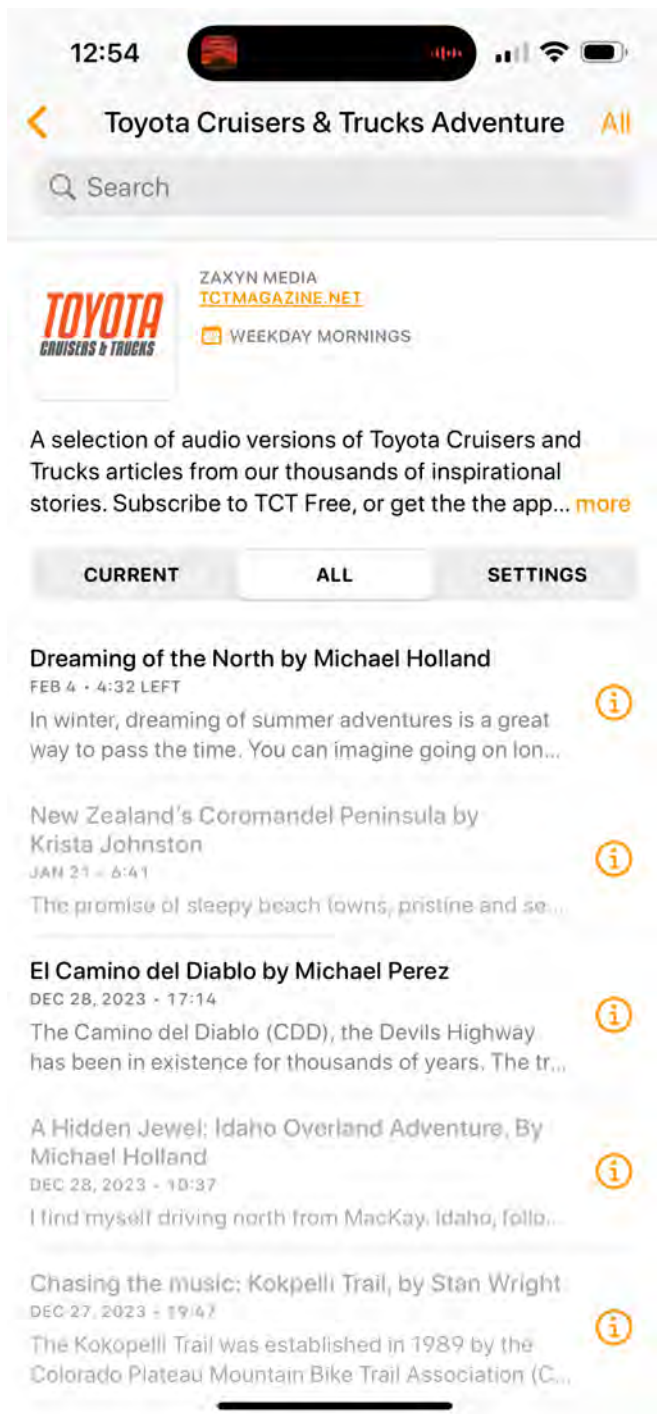 12:54
Toyota Cruisers & Trucks Adventure All
Search
TOYOTA
CRUISERS & TRUCKS
ZAXYN MEDIA
TCTMAGAZINE.NET
WEEKDAY MORNINGS
A selection of audio versions of Toyota Cruisers and
Trucks articles from our thousands of inspirational
stories. Subscribe to TCT Free, or get the the app... more
CURRENT ALL SETTINGS
Dreaming of the North by Michael Holland
FEB 4 • 4:32 LEFT
In winter, dreaming of summer adventures is a great
way to pass the time. You can imagine going on lon...
New Zealand's Coromandel Peninsula by
Krista Johnston
JAN 21 • 6:41
The promise of sleepy beach towns, pristine and se...
El Camino del Diablo by Michael Perez
DEC 28, 2023 • 17:14
The Camino del Diablo (CDD), the Devils Highway
has been in existence for thousands of years. The tr...
A Hidden Jewel: Idaho Overland Adventure, By
Michael Holland
DEC 28, 2023 • 10:37
I find myself driving north from MacKay, Idaho, follo...
Chasing the music: Kokpelli Trail, by Stan Wright
DEC 27, 2023 • 19:47
The Kokopelli Trail was established in 1989 by the
Colorado Plateau Mountain Bike Trail Association (C...